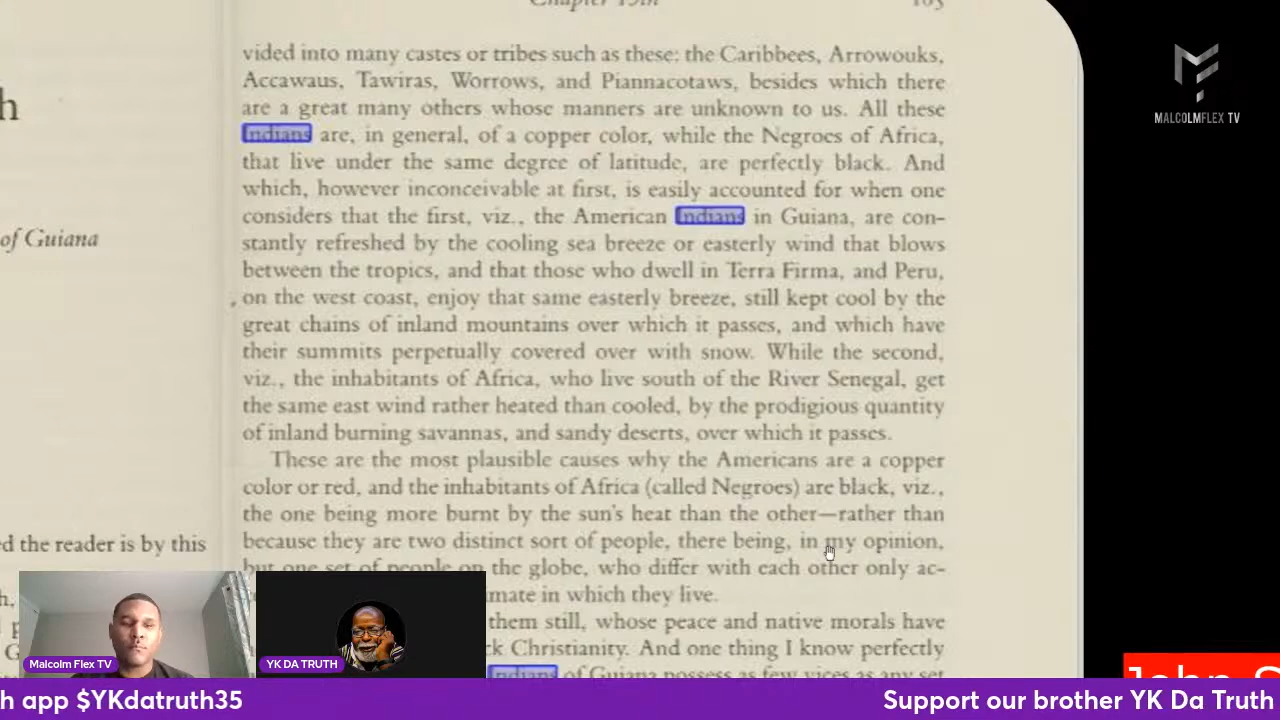 Chapter 15th
vided into many castes or tribes such as these: the Caribbees, Arrowouks,
Accawaus, Tawiras, Worrows, and Piannacotaws, besides which there
are a great many others whose manners are unknown to us. All these
Indians are, in general, of a copper color, while the Negroes of Africa,
that live under the same degree of latitude, are perfectly black. And
which, however inconceivable at first, is easily accounted for when one
considers that the first, viz., the American Indians in Guiana, are con-
stantly refreshed by the cooling sea breeze or easterly wind that blows
between the tropics, and that those who dwell in Terra Firma, and Peru,
on the west coast, enjoy that same easterly breeze, still kept cool by the
great chains of inland mountains over which it passes, and which have
their summits perpetually covered over with snow. While the second,
viz., the inhabitants of Africa, who live south of the River Senegal, get
the same east wind rather heated than cooled, by the prodigious quantity
of inland burning savannas, and sandy deserts, over which it passes.
These are the most plausible causes why the Americans are a copper
color or red, and the inhabitants of Africa (called Negroes) are black, viz.,
the one being more burnt by the sun's heat than the other—rather than
because they are two distinct sort of people, there being, in my opinion,
but one set of people on the globe, who differ with each other only ac-
imate in which they live.
them still, whose peace and native morals have
ck Christianity. And one thing I know perfectly
Indians of Guiana possess as few vices as any set
h
of Guiana
ed the reader is by this
h,
G
MALCOLMFLEX TV
Malcolm Flex TV
YK DA TRUTH
John S
h app $YKdatruth35
Support our brother YK Da Truth